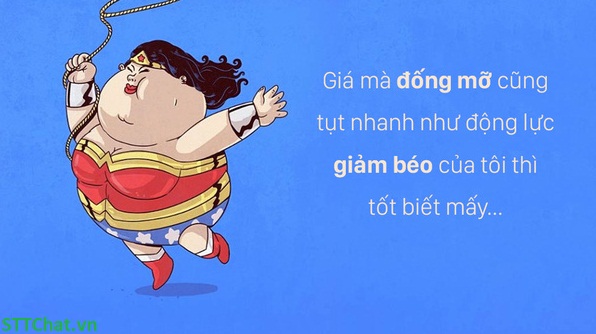 Giá mà đống mỡ cũng
tụt nhanh như động lực
giảm béo của tôi thì
tốt biết mấy...
STTChat.vn